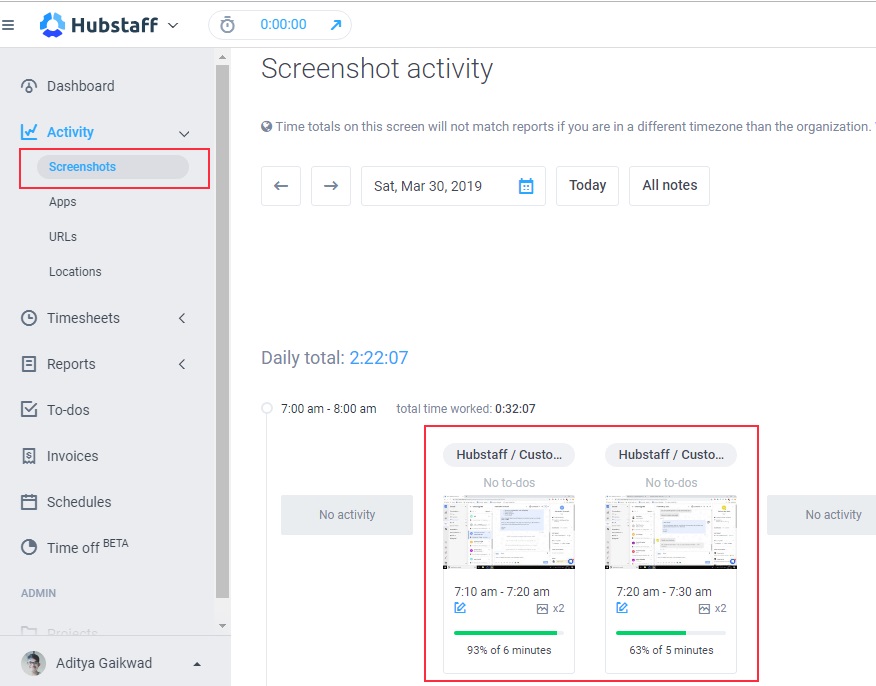 Hubstaff
0:00:00
Dashboard
Activity
Screenshots
Apps
URLs
Locations
Timesheets
Reports
To-dos
Invoices
Schedules
Time off BETA
ADMIN
Projects
Aditya Gaikwad
Screenshot activity
Time totals on this screen will not match reports if you are in a different timezone than the organization.
Sat, Mar 30, 2019
Today
All notes
Daily total: 2:22:07
7:00 am - 8:00 am total time worked: 0:32:07
No activity
Hubstaff / Custo...
No to-dos
7:10 am - 7:20 am
x2
93% of 6 minutes
Hubstaff / Custo...
No to-dos
7:20 am - 7:30 am
x2
63% of 5 minutes
No activity